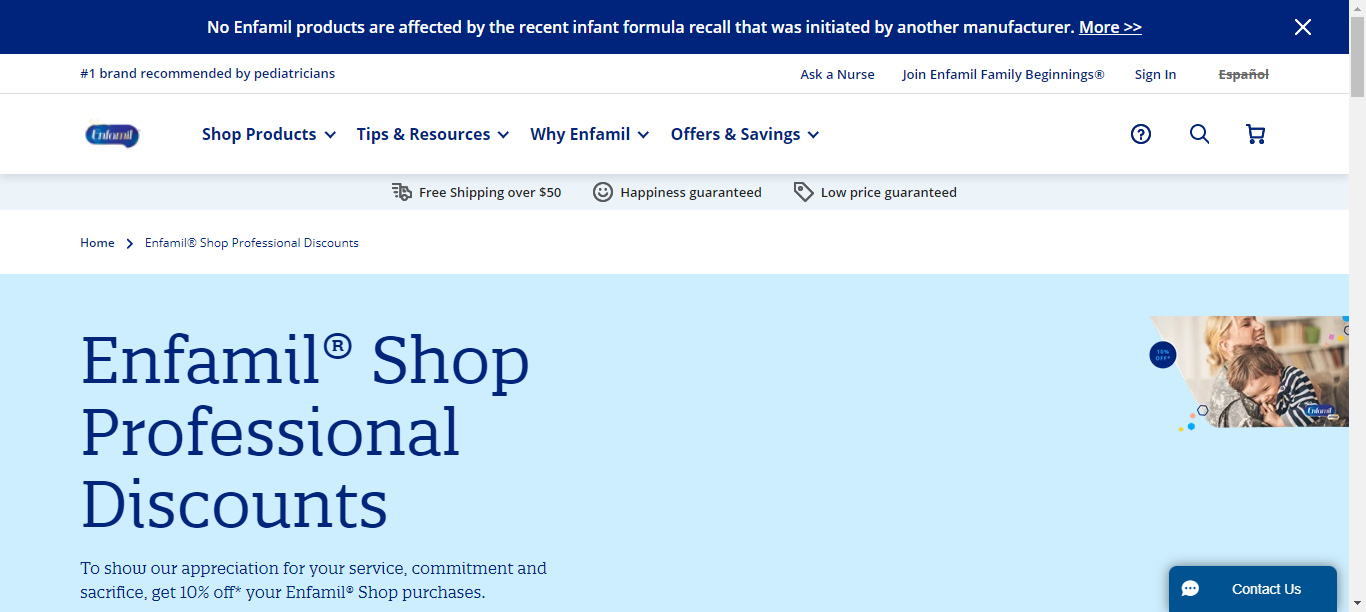 No Enfamil products are affected by the recent infant formula recall that was initiated by another manufacturer. More >>
#1 brand recommended by pediatricians
Ask a Nurse
Join Enfamil Family Beginnings®
Sign In
Español
Enfamil
Shop Products
Tips & Resources
Why Enfamil
Offers & Savings
Free Shipping over $50
Happiness guaranteed
Low price guaranteed
Home
Enfamil® Shop Professional Discounts
Enfamil® Shop
Professional
Discounts
10%
OFF*
Enfamil
To show our appreciation for your service, commitment and
sacrifice, get 10% off* your Enfamil® Shop purchases.
Contact Us